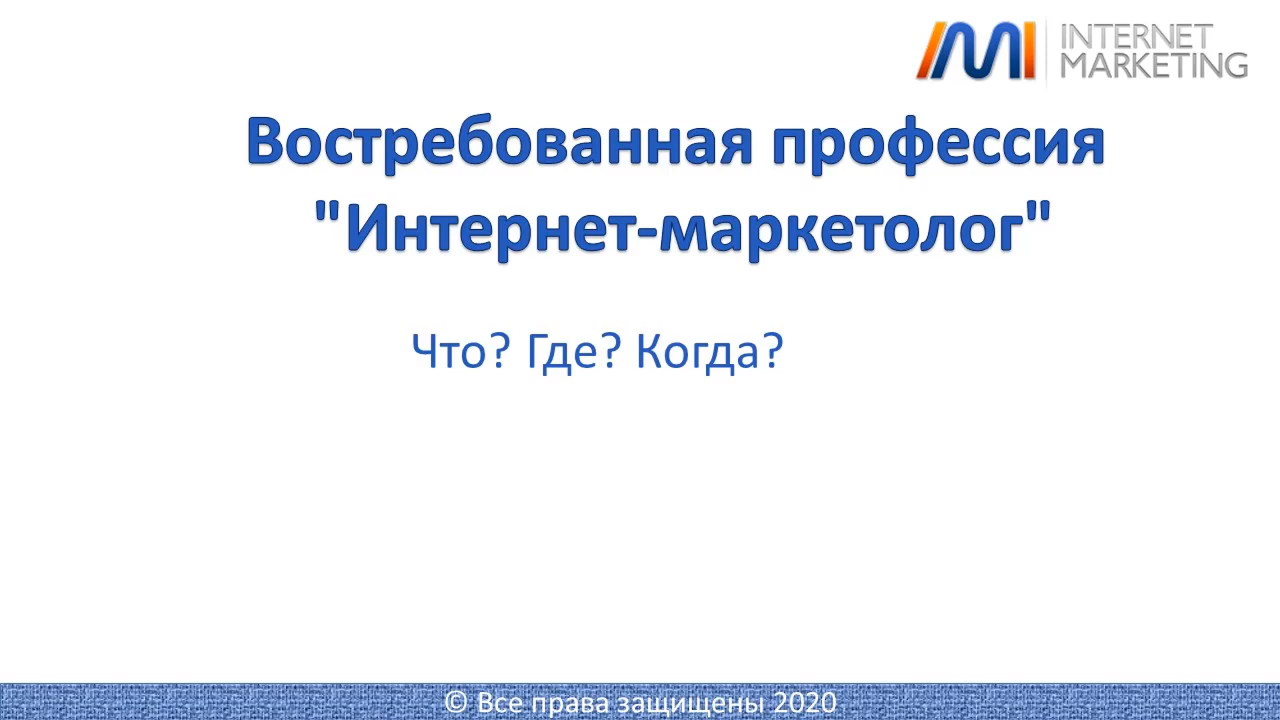 INTERNET
MARKETING
Востребованная профессия
"Интернет-маркетолог"
Что? Где? Когда?
© Все права защищены 2020